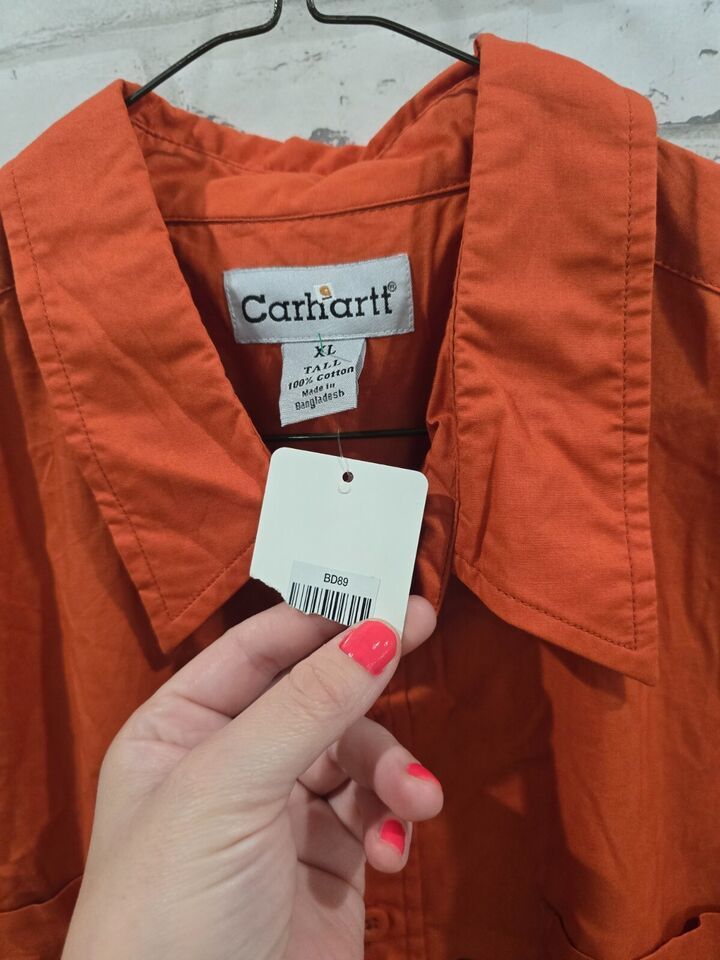 Carhartt®
XL
TALL
100% Cotton
Made in
Bangladesh
BD89